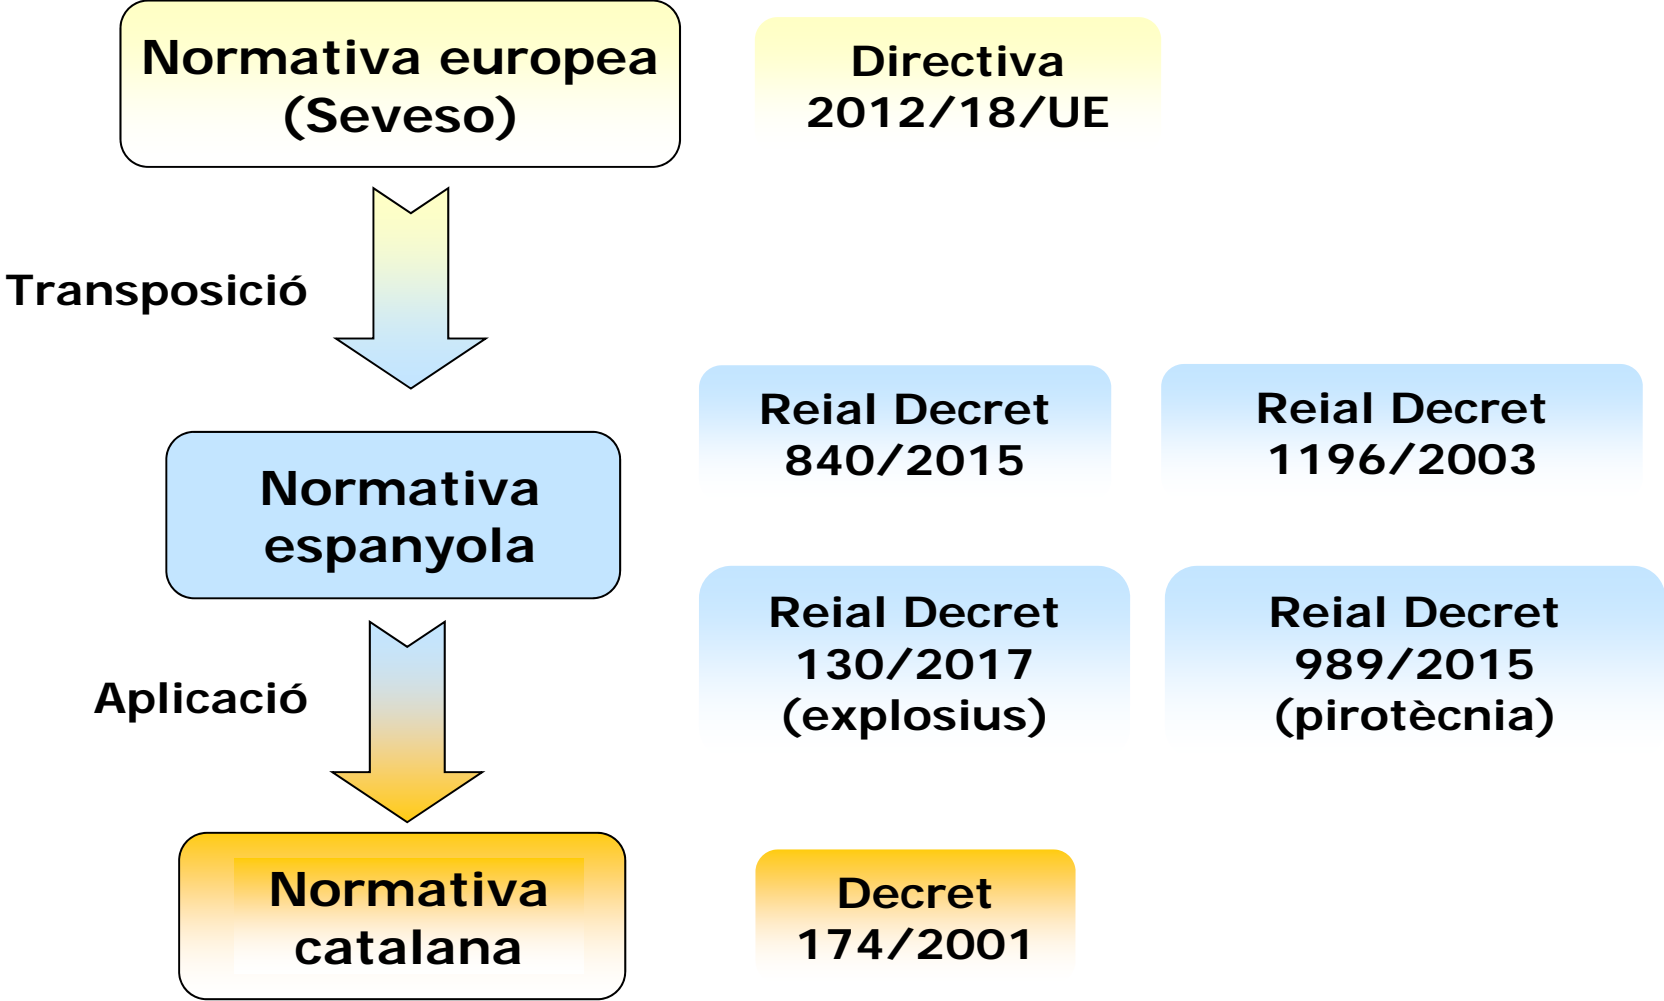 Normativa europea
(Seveso)
Directiva
2012/18/UE
Transposició
Reial Decret
840/2015
Reial Decret
1196/2003
Normativa
espanyola
Reial Decret
130/2017
(explosius)
Reial Decret
989/2015
(pirotècnia)
Aplicació
Normativa
catalana
Decret
174/2001